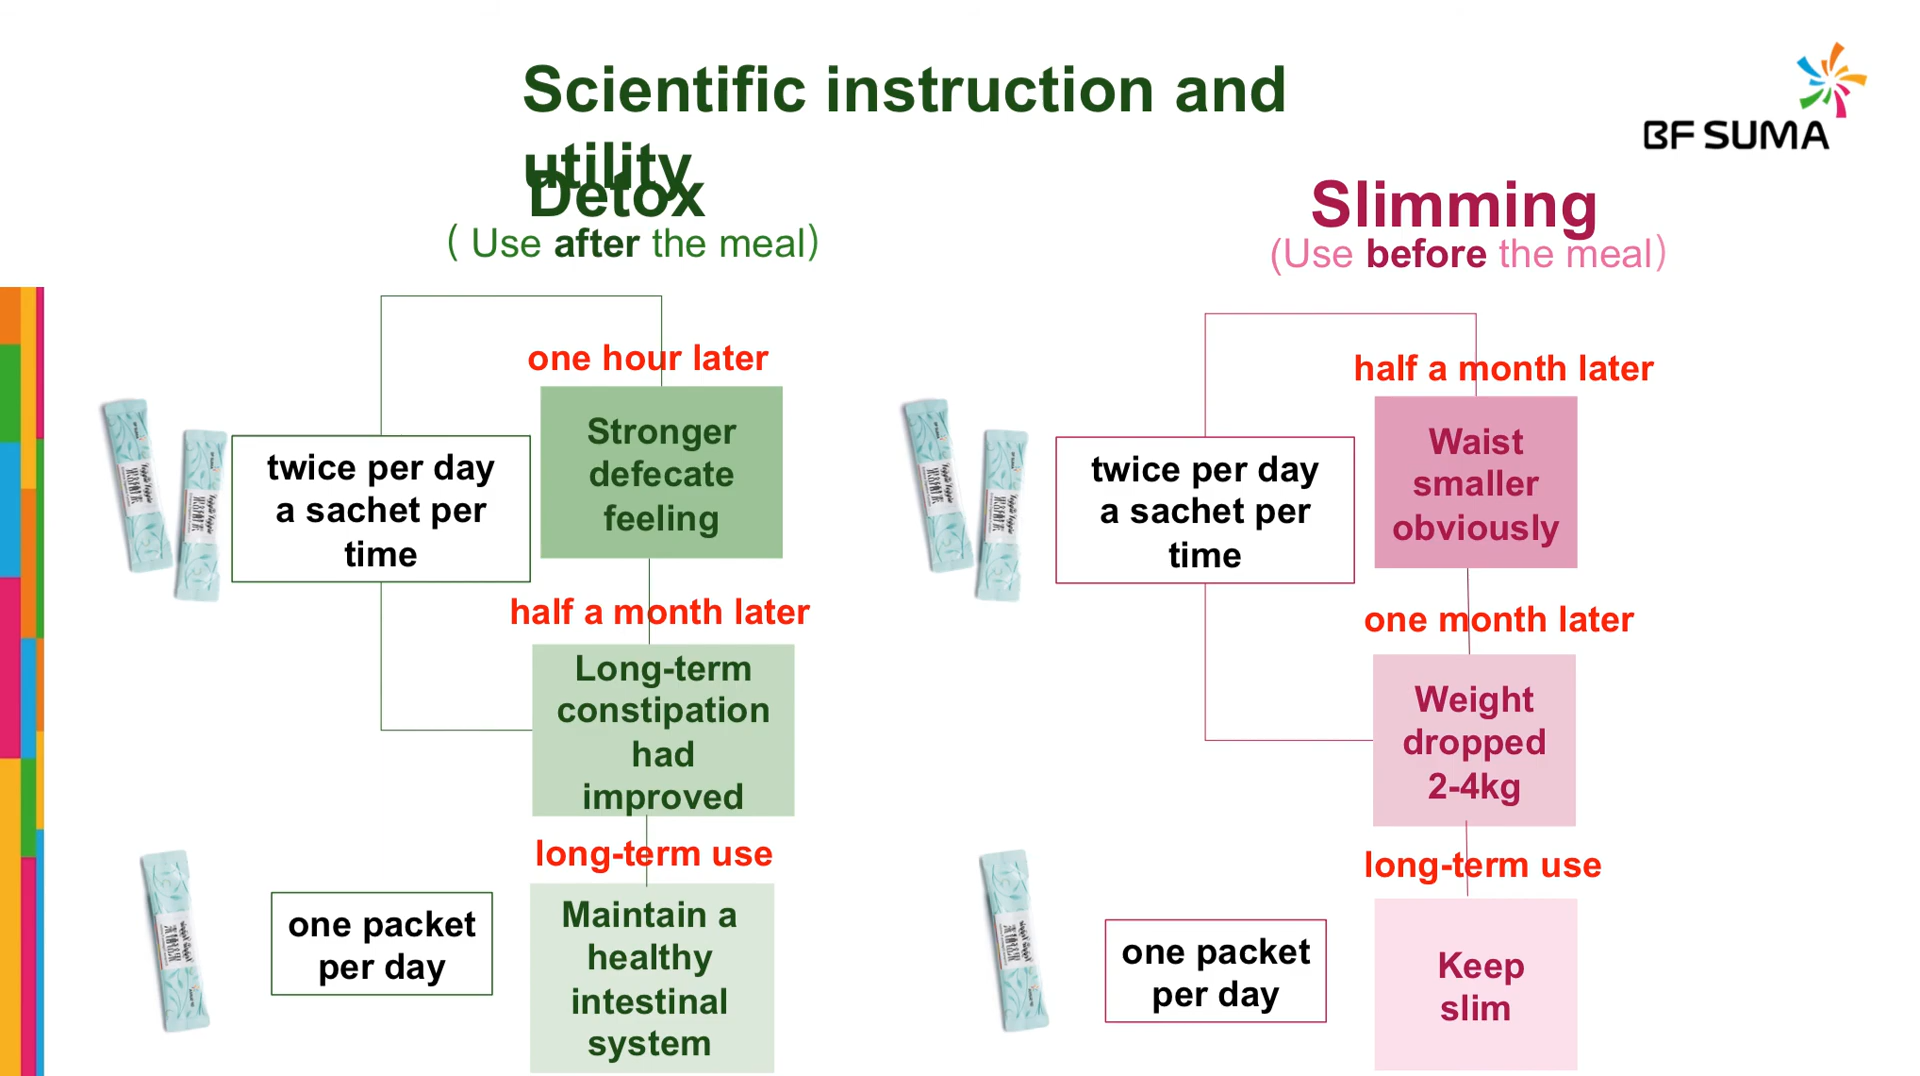 Scientific instruction and
utility
BF SUMA
Detox
( Use after the meal)
one hour later
twice per day
a sachet per
time
Stronger
defecate
feeling
half a month later
Long-term
constipation
had
improved
long-term use
one packet
per day
Maintain a
healthy
intestinal
system
Slimming
(Use before the meal)
half a month later
twice per day
a sachet per
time
Waist
smaller
obviously
one month later
Weight
dropped
2-4kg
long-term use
one packet
per day
Keep
slim